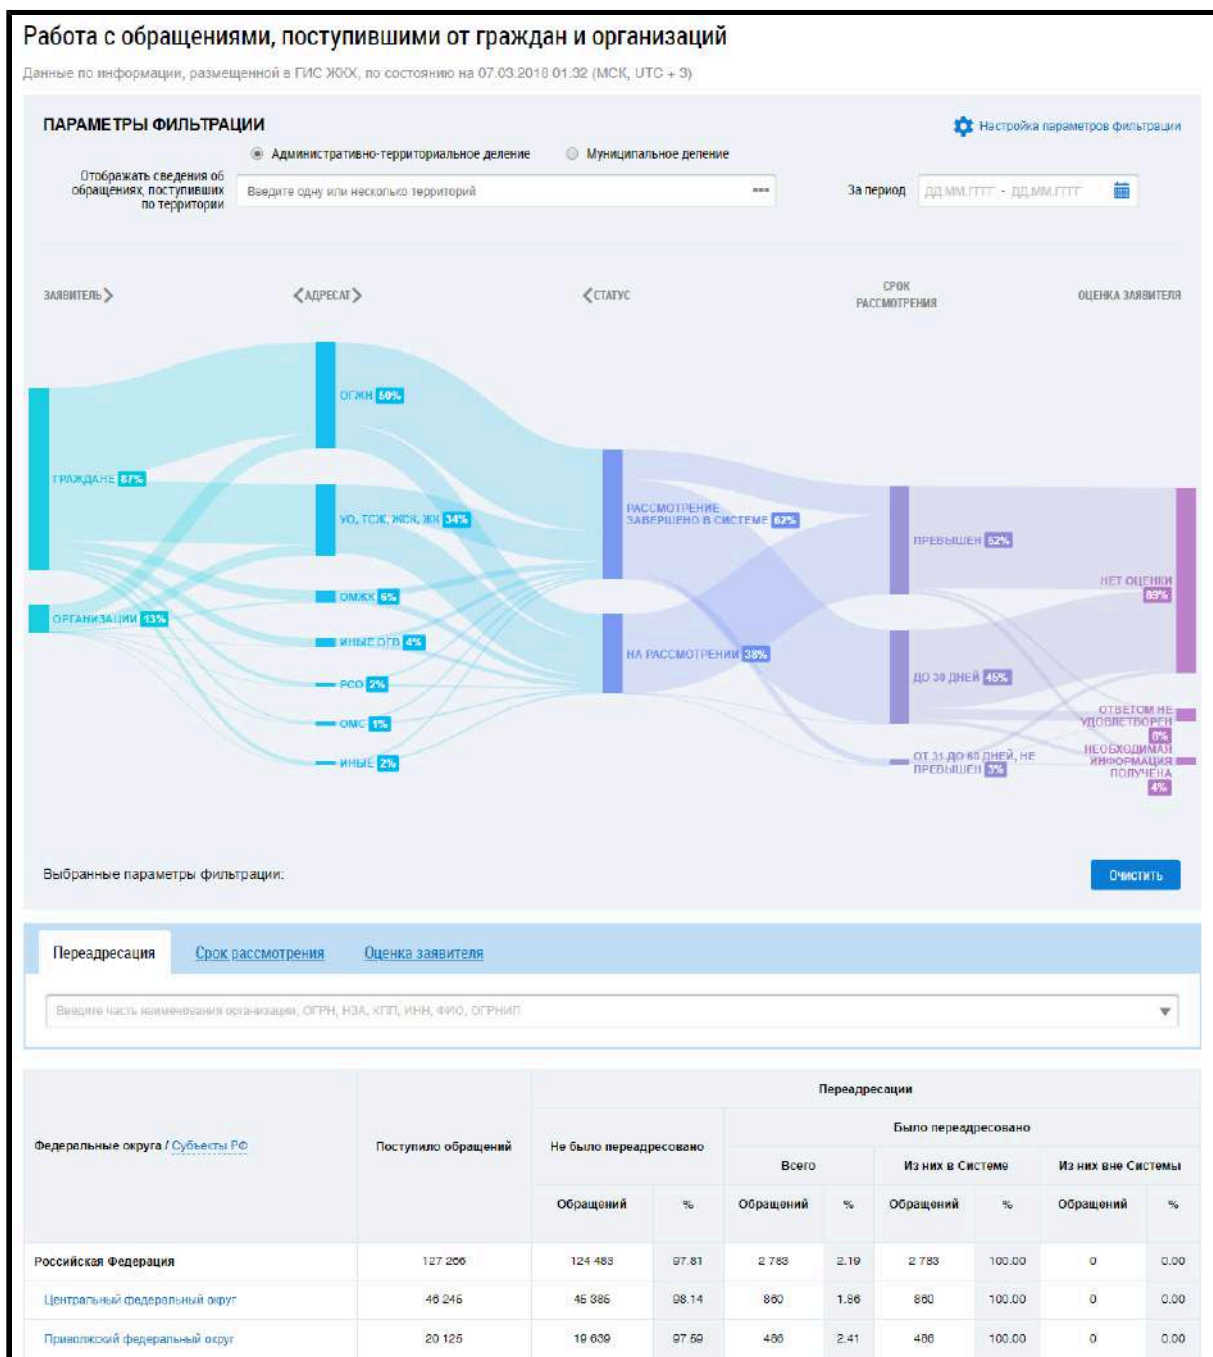 Работа с обращениями, поступившими от граждан и организаций
Данные по информации, размещенной в ГИС ЖКХ, по состоянию на 07.03.2018 01:32 (МСК, UTC + 3)
ПАРАМЕТРЫ ФИЛЬТРАЦИИ
Настройка параметров фильтрации
Административно-территориальное деление
Муниципальное деление
Отображать сведения об обращениях, поступивших по территории
Введите одну или несколько территорий
За период
ДД.ММ.ГГГГ - ДД.ММ.ГГГГ
ЗАЯВИТЕЛЬ
АДРЕСАТ
СТАТУС
СРОК РАССМОТРЕНИЯ
ОЦЕНКА ЗАЯВИТЕЛЯ
ГРАЖДАНЕ 87%
ОРГАНИЗАЦИИ 13%
ОГЖН 50%
УО, ТСЖ, ЖСК, ЖК 34%
ОМЖК 6%
ИНЫЕ ОГВ 4%
РСО 2%
ОМС 1%
ИНЫЕ 2%
РАССМОТРЕНИЕ
ЗАВЕРШЕНО В СИСТЕМЕ 62%
НА РАССМОТРЕНИИ 38%
ПРЕВЫШЕН 52%
ДО 30 ДНЕЙ 45%
ОТ 31 ДО 60 ДНЕЙ, НЕ
ПРЕВЫШЕН 3%
НЕТ ОЦЕНКИ
ОТВЕТОМ НЕ
УДОВЛЕТВОРЕН
НЕОБХОДИМАЯ
ИНФОРМАЦИЯ
ПОЛУЧЕНА
4%
Выбранные параметры фильтрации:
Очистить
Переадресация
Срок рассмотрения
Оценка заявителя
Введите часть наименования организации, ОГРН, НЗА, КПП, ИНН, ФИО, ОГРНИП
Переадресации
Федеральные округа / Субъекты РФ
Поступило обращений
Не было переадресовано
Было переадресовано
Всего
Из них в Системе
Из них вне Системы
Обращений % Обращений % Обращений % Обращений %
Российская Федерация 127 266 124 483 97.81 2 783 2.19 2 783 100.00 0 0.00
Центральный федеральный округ 46 245 45 385 98.14 860 1.86 860 100.00 0 0.00
Приволжский федеральный округ 20 125 19 639 97.59 486 2.41 486 100.00 0 0.00